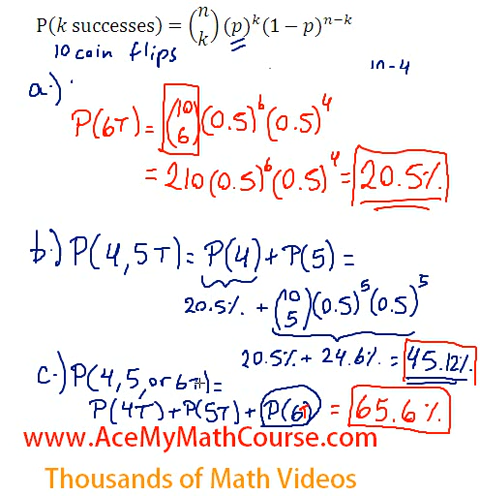 P(k successes) = (n k) (p)^k (1 − p)^{n−k}
10 coin flips
10-4
a.)
P(6T) = (10 6)(0.5)^6(0.5)^4
= 210(0.5)^6(0.5)^4 = 20.5%
b.) P(4,5T) = P(4)+P(5) =
20.5% + (10 5)(0.5)^5(0.5)^5
20.5% + 24.6% = 45.12%
c.) P(4,5,or 6T)=
P(4T)+P(5T)+P(6T) = 65.6%
www.AceMyMathCourse.com
Thousands of Math Videos